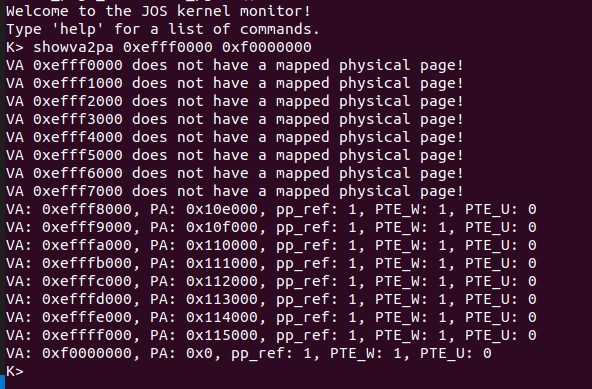 Welcome to the JOS kernel monitor!
Type 'help' for a list of commands.
K> showva2pa 0xefff0000 0xf0000000
VA 0xefff0000 does not have a mapped physical page!
VA 0xefff1000 does not have a mapped physical page!
VA 0xefff2000 does not have a mapped physical page!
VA 0xefff3000 does not have a mapped physical page!
VA 0xefff4000 does not have a mapped physical page!
VA 0xefff5000 does not have a mapped physical page!
VA 0xefff6000 does not have a mapped physical page!
VA 0xefff7000 does not have a mapped physical page!
VA: 0xefff8000, PA: 0x10e000, pp_ref: 1, PTE_W: 1, PTE_U: 0
VA: 0xefff9000, PA: 0x10f000, pp_ref: 1, PTE_W: 1, PTE_U: 0
VA: 0xefffa000, PA: 0x110000, pp_ref: 1, PTE_W: 1, PTE_U: 0
VA: 0xefffb000, PA: 0x111000, pp_ref: 1, PTE_W: 1, PTE_U: 0
VA: 0xefffc000, PA: 0x112000, pp_ref: 1, PTE_W: 1, PTE_U: 0
VA: 0xefffd000, PA: 0x113000, pp_ref: 1, PTE_W: 1, PTE_U: 0
VA: 0xefffe000, PA: 0x114000, pp_ref: 1, PTE_W: 1, PTE_U: 0
VA: 0xeffff000, PA: 0x115000, pp_ref: 1, PTE_W: 1, PTE_U: 0
VA: 0xf0000000, PA: 0x0, pp_ref: 1, PTE_W: 1, PTE_U: 0
K>